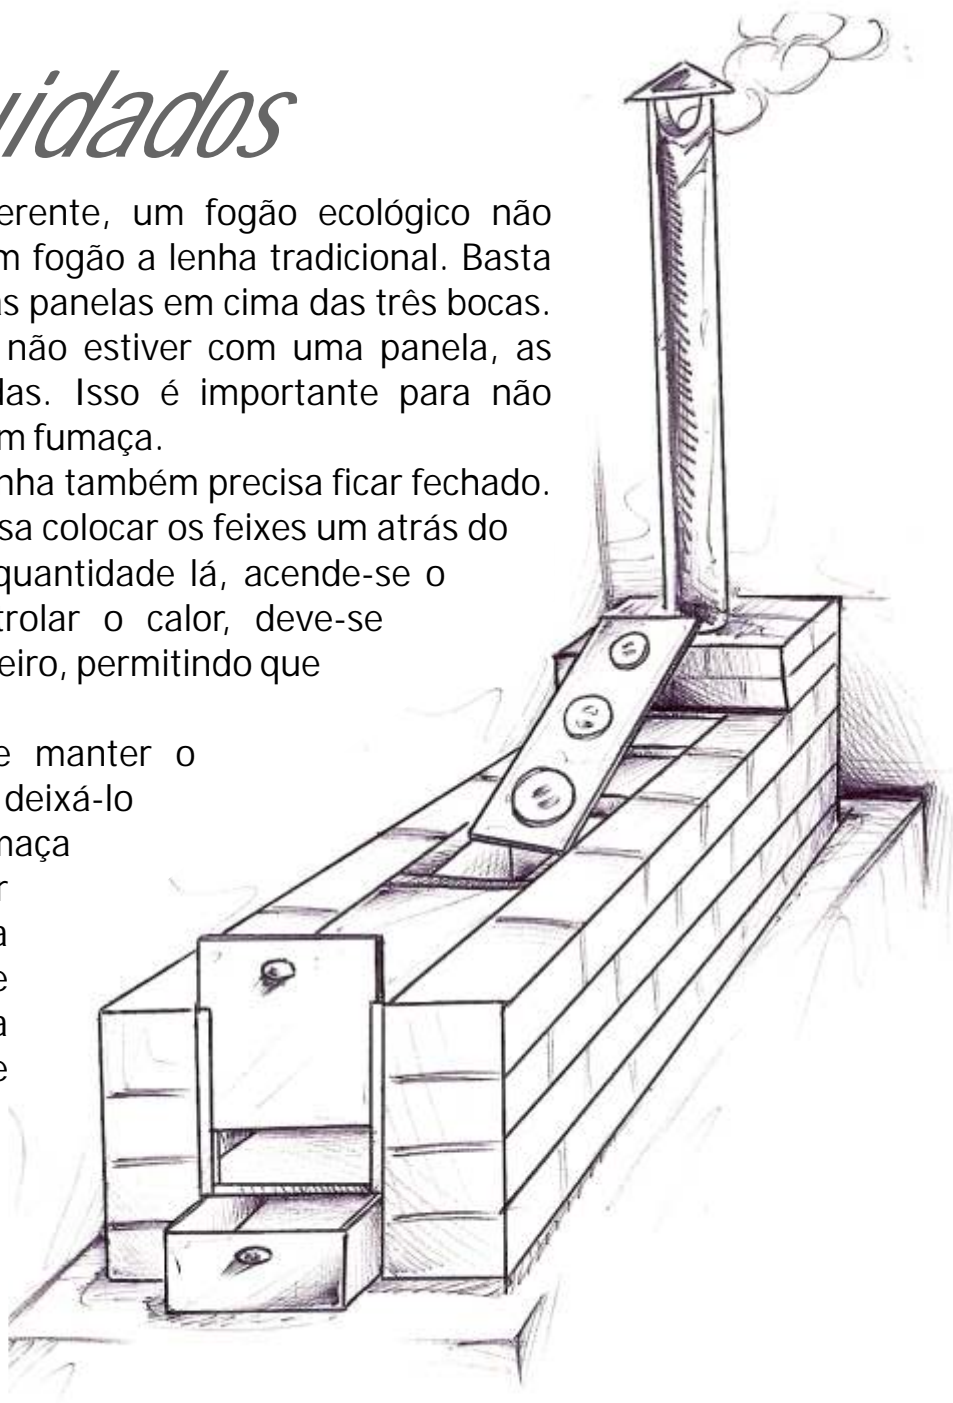 uidados
erente, um fogão ecológico não
m fogão a lenha tradicional. Basta
as panelas em cima das três bocas.
não estiver com uma panela, as
das. Isso é importante para não
m fumaça.
nha também precisa ficar fechado.
sa colocar os feixes um atrás do
quantidade lá, acende-se o
trolar o calor, deve-se
eiro, permitindo que
e manter o
deixá-lo
maça
r
a
e
a
e